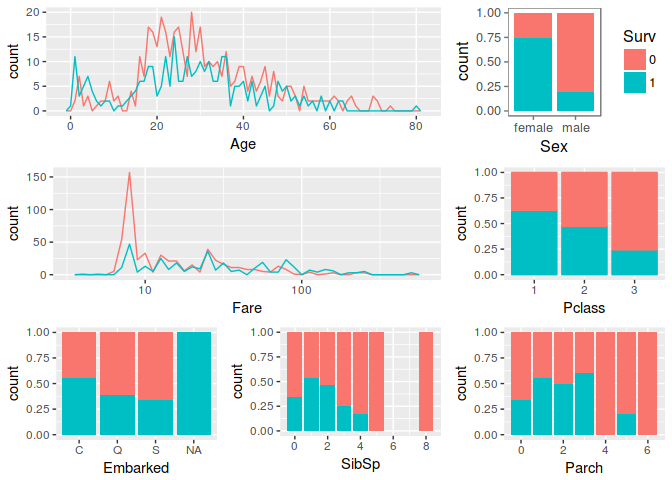 20
15
10
5
0
count
0 20 40 60 80
Age
1.00
0.75
0.50
0.25
0.00
count
female male
Sex
Surv
0
1
150
100
50
0
count
10 100
Fare
1.00
0.75
0.50
0.25
0.00
count
1 2 3
Pclass
1.00
0.75
0.50
0.25
0.00
count
C Q S NA
Embarked
1.00
0.75
0.50
0.25
0.00
count
0 2 4 6 8
SibSp
1.00
0.75
0.50
0.25
0.00
count
0 2 4 6
Parch